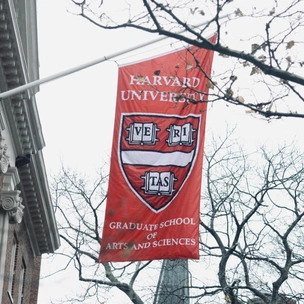 HARVARD
UNIVERSITY
VE RI
TAS
GRADUATE SCHOOL
OF
ARTS AND SCIENCES